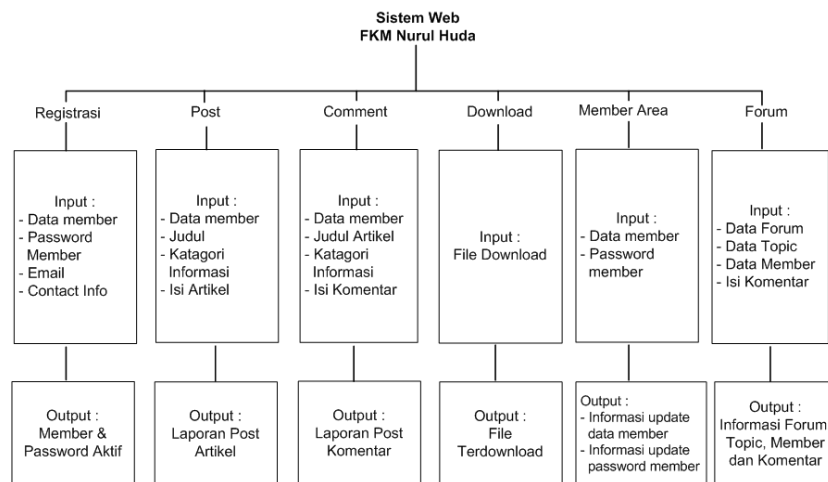 Sistem Web
FKM Nurul Huda
Registrasi
Post
Comment
Download
Member Area
Forum
Input :
- Data member
- Password
Member
- Email
- Contact Info
Input :
- Data member
- Judul
- Katagori
Informasi
- Isi Artikel
Input :
- Data member
- Judul Artikel
- Katagori
Informasi
- Isi Komentar
Input :
File Download
Input :
- Data member
- Password
member
Input :
- Data Forum
- Data Topic
- Data Member
- Isi Komentar
Output :
Member &
Password Aktif
Output :
Laporan Post
Artikel
Output :
Laporan Post
Komentar
Output :
File
Terdownload
Output :
- Informasi update
data member
- Informasi update
password member
Output :
Informasi Forum
Topic, Member
dan Komentar